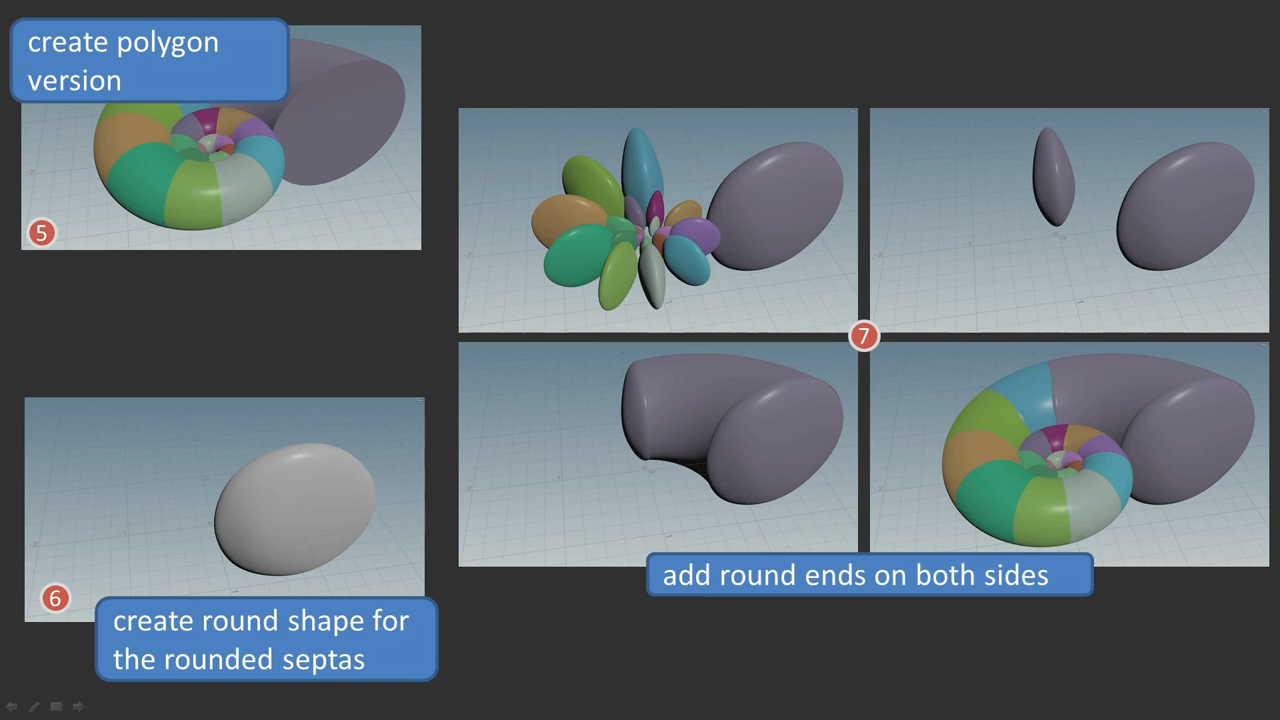 create polygon
version
5
6
create round shape for
the rounded septas
7
add round ends on both sides